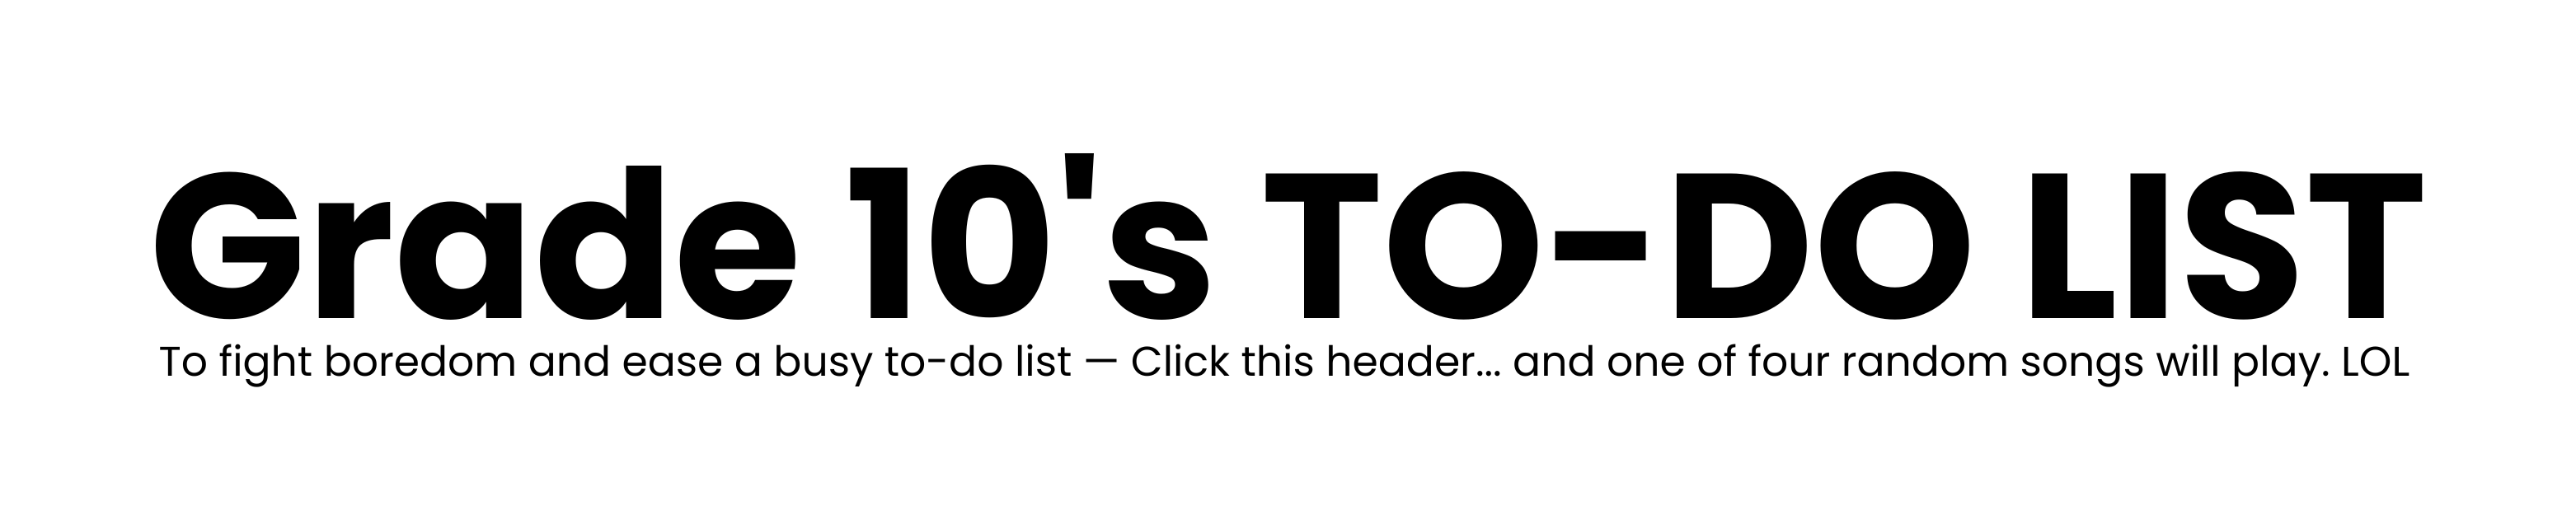 Grade 10's TO-DO LIST
To fight boredom and ease a busy to-do list — Click this header... and one of four random songs will play. LOL